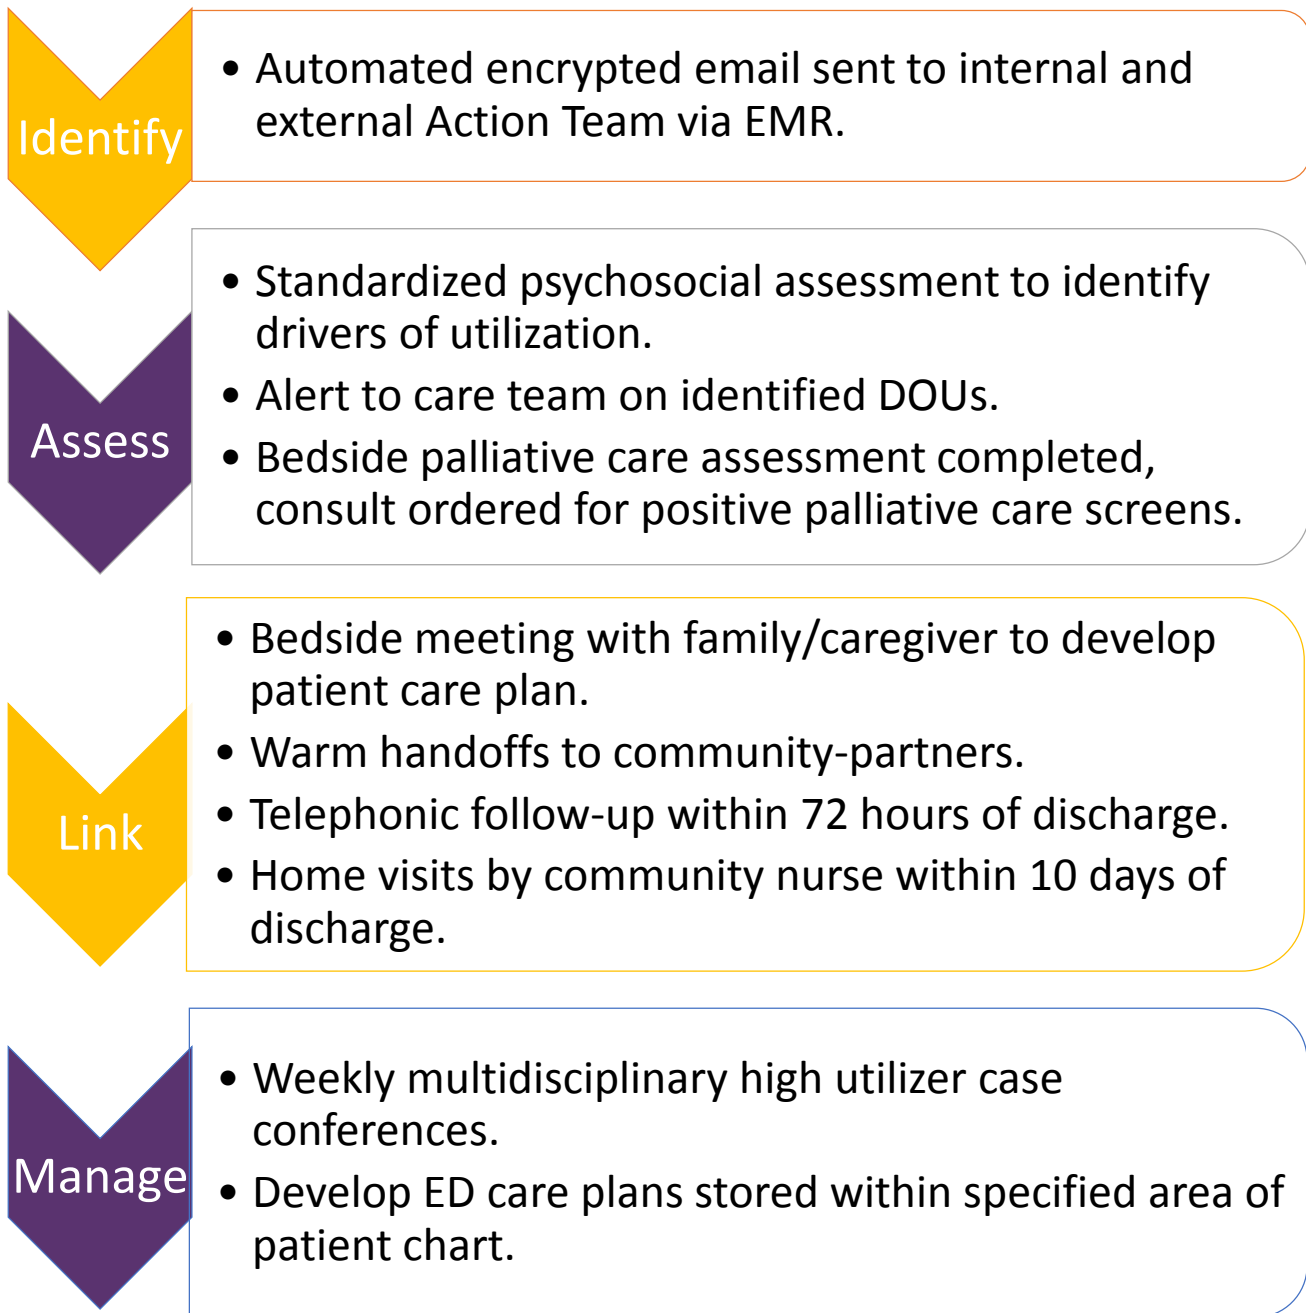 Identify
• Automated encrypted email sent to internal and
external Action Team via EMR.
Assess
• Standardized psychosocial assessment to identify
drivers of utilization.
• Alert to care team on identified DOUs.
• Bedside palliative care assessment completed,
consult ordered for positive palliative care screens.
Link
• Bedside meeting with family/caregiver to develop
patient care plan.
• Warm handoffs to community-partners.
• Telephonic follow-up within 72 hours of discharge.
• Home visits by community nurse within 10 days of
discharge.
Manage
• Weekly multidisciplinary high utilizer case
conferences.
• Develop ED care plans stored within specified area of
patient chart.